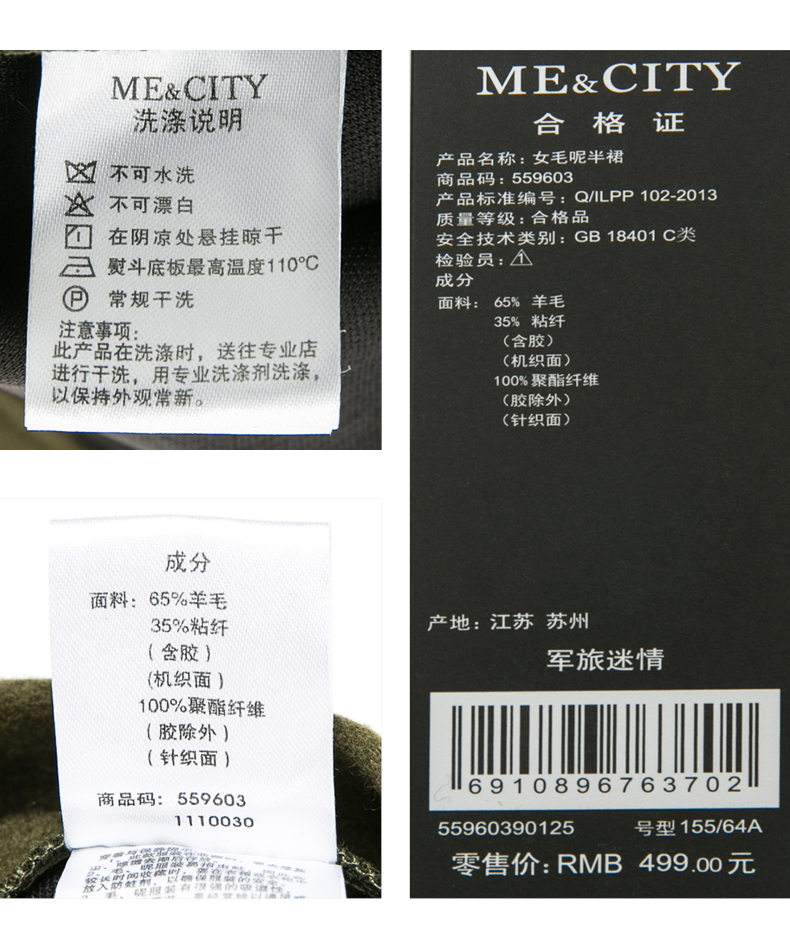 ME&CITY
洗涤说明
不可水洗
不可漂白
在阴凉处悬挂晾干
熨斗底板最高温度110℃
P 常规干洗
注意事项:
此产品在洗涤时，送往专业店
进行干洗，用专业洗涤剂洗涤，
以保持外观常新。
成分
面料: 65%羊毛
35%粘纤
(含胶)
(机织面)
100%聚酯纤维
(胶除外)
(针织面)
商品码: 559603
1110030
ME&CITY
合格证
产品名称: 女毛呢半裙
商品码: 559603
产品标准编号: Q/ILPP 102-2013
质量等级: 合格品
安全技术类别: GB 18401 C类
检验员: 1
成分
面料: 65% 羊毛
35% 粘纤
(含胶)
(机织面)
100%聚酯纤维
(胶除外)
(针织面)
产地: 江苏 苏州
军旅迷情
6910896763702
55960390125 号型 155/64A
零售价: RMB 499.00 元